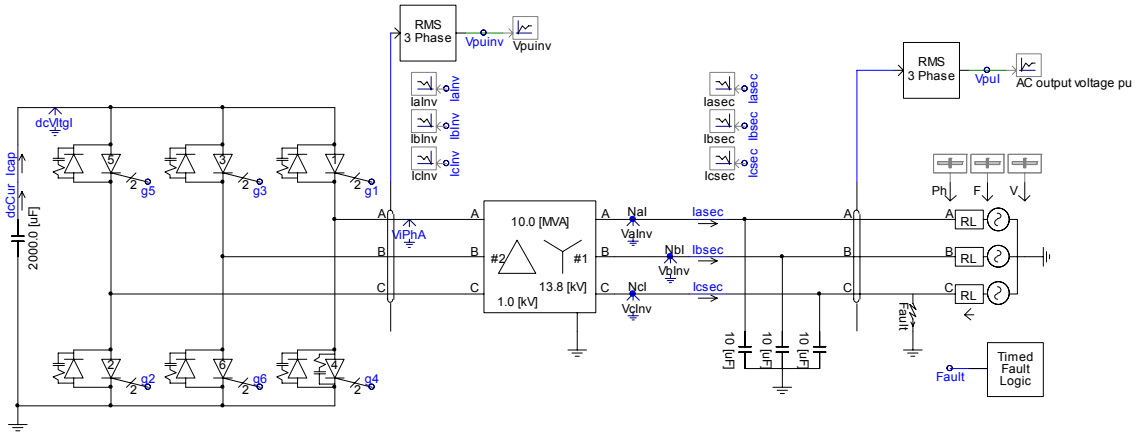 RMS
3 Phase
Vpuinv
Vpuinv
RMS
3 Phase
VpuI
AC output voltage pu
IaInv
IaInv
IbInv
IbInv
IcInv
IcInv
Iasec
Iasec
Ibsec
Ibsec
Icsec
Icsec
dcVltgI
dcCur
Icap
2000.0 [uF]
5
2
g5
3
2
g3
1
2
g1
2
2
g2
6
2
g6
4
2
g4
A
B
C
ViPhA
A
B
C
10.0 [MVA]
#2
#1
13.8 [kV]
1.0 [kV]
A
B
C
NaI
VaInv
NbI
VbInv
NcI
VcInv
Iasec
Ibsec
Icsec
10 [uF]
10 [uF]
10 [uF]
A
B
C
Ph
F
V
A
B
C
RL
RL
RL
Fault
Fault
Timed
Fault
Logic